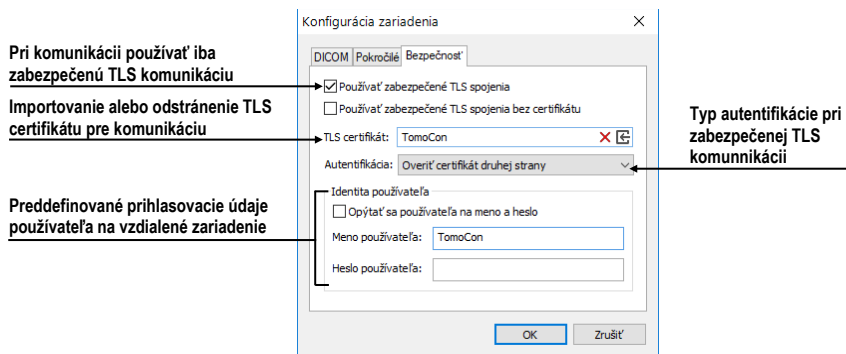 Konfigurácia zariadenia
Pri komunikácii používať iba
zabezpečenú TLS komunikáciu
Importovanie alebo odstránenie TLS
certifikátu pre komunikáciu
Preddefinované prihlasovacie údaje
používateľa na vzdialené zariadenie
DICOM Pokročilé Bezpečnosť
Používať zabezpečené TLS spojenia
Používať zabezpečené TLS spojenia bez certifikátu
TLS certifikát: TomoCon
Autentifikácia: Overiť certifikát druhej strany
Identita používateľa
Opýtať sa používateľa na meno a heslo
Meno používateľa: TomoCon
Heslo používateľa:
OK Zrušiť
Typ autentifikácie pri
zabezpečenej TLS
komunnikácii